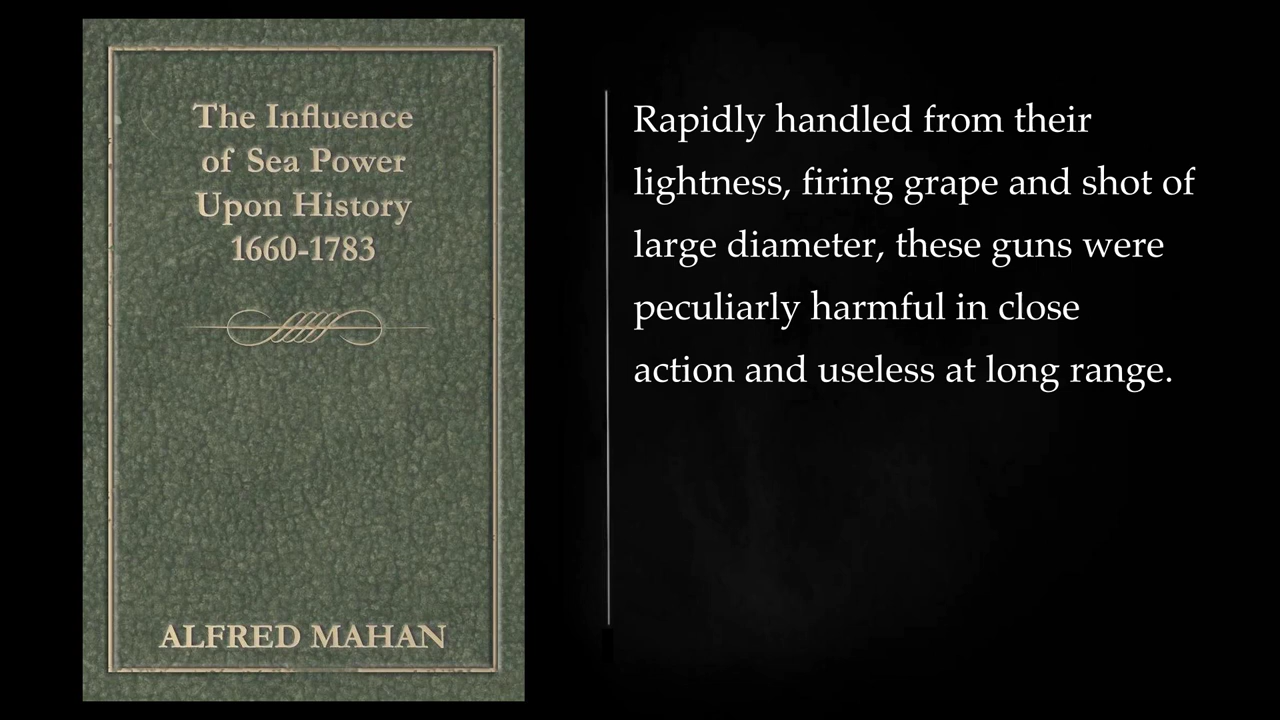 The Influence
of Sea Power
Upon History
1660-1783
ALFRED MAHAN
Rapidly handled from their
lightness, firing grape and shot of
large diameter, these guns were
peculiarly harmful in close
action and useless at long range.